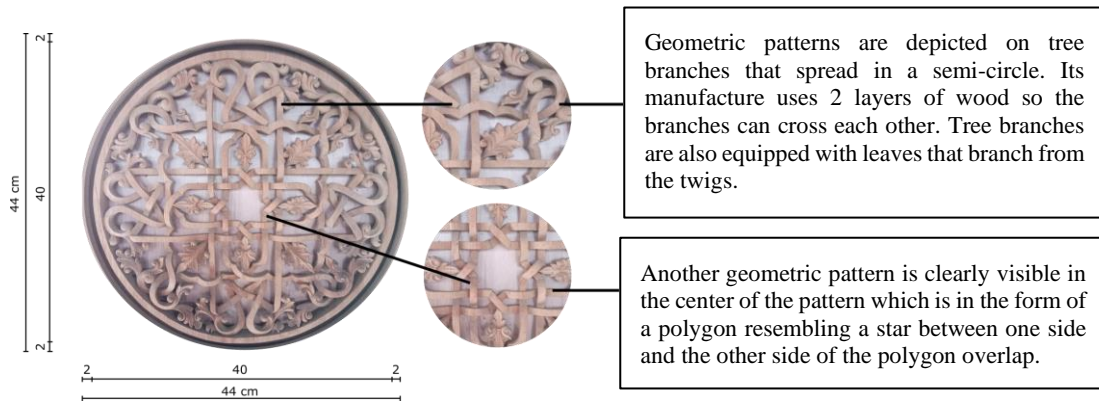 Geometric patterns are depicted on tree
branches that spread in a semi-circle. Its
manufacture uses 2 layers of wood so the
branches can cross each other. Tree branches
are also equipped with leaves that branch from
the twigs.
Another geometric pattern is clearly visible in
the center of the pattern which is in the form of
a polygon resembling a star between one side
and the other side of the polygon overlap.
2
40
44 cm
2
2
40
2
44 cm